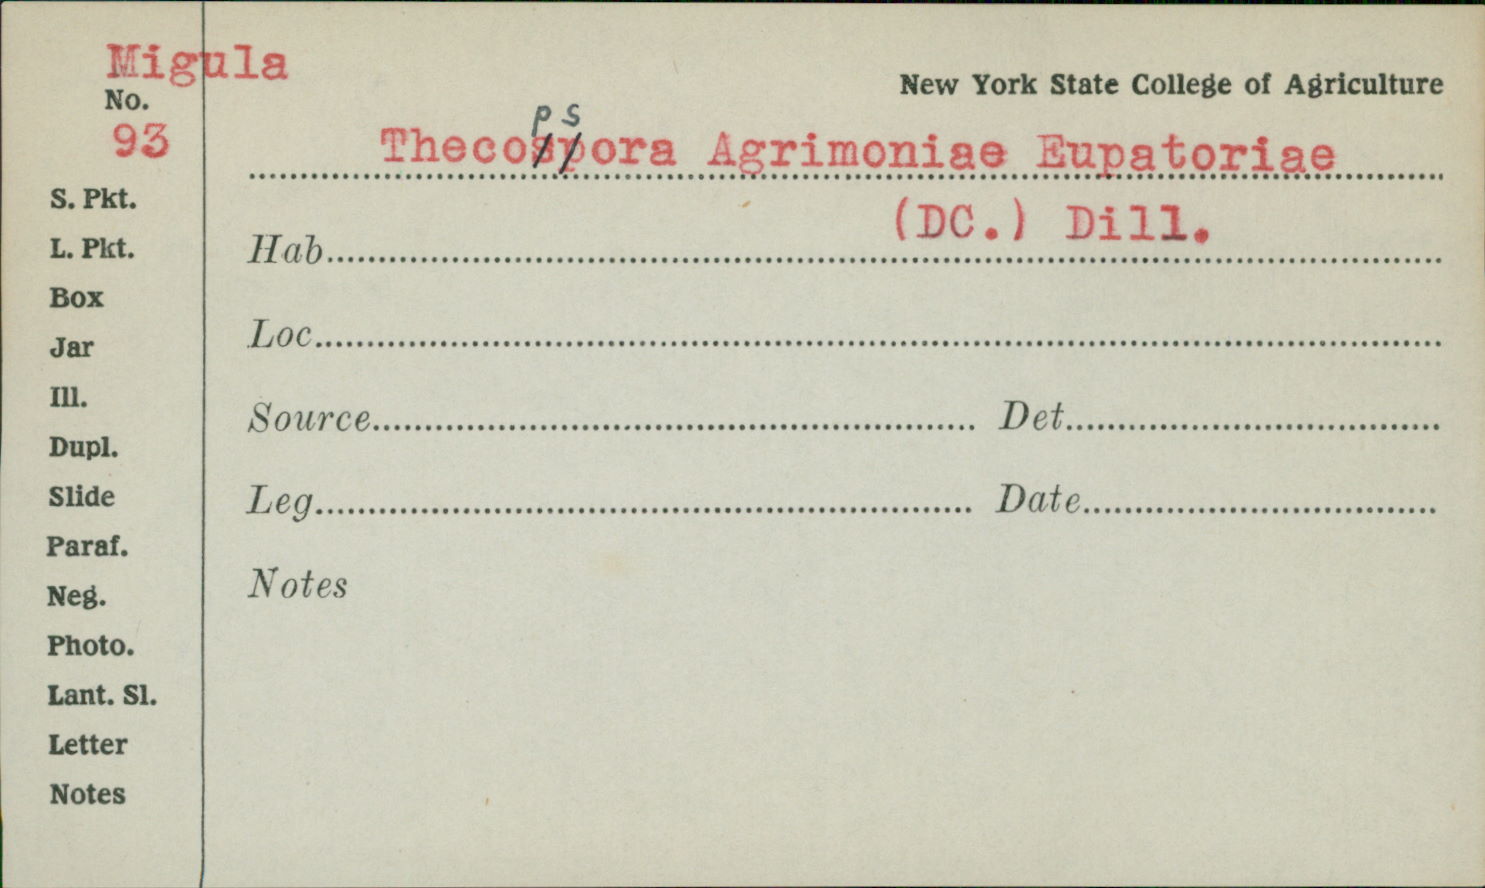 Migula
New York State College of Agriculture
No.
93
ps
Thecospora Agrimoniae Eupatoriae
(DC.) Dill.
S. Pkt.
L. Pkt.
Box
Jar
Ill.
Dupl.
Slide
Paraf.
Neg.
Photo.
Lant. Sl.
Letter
Notes
Hab
Loc
Source Det
Leg Date
Notes